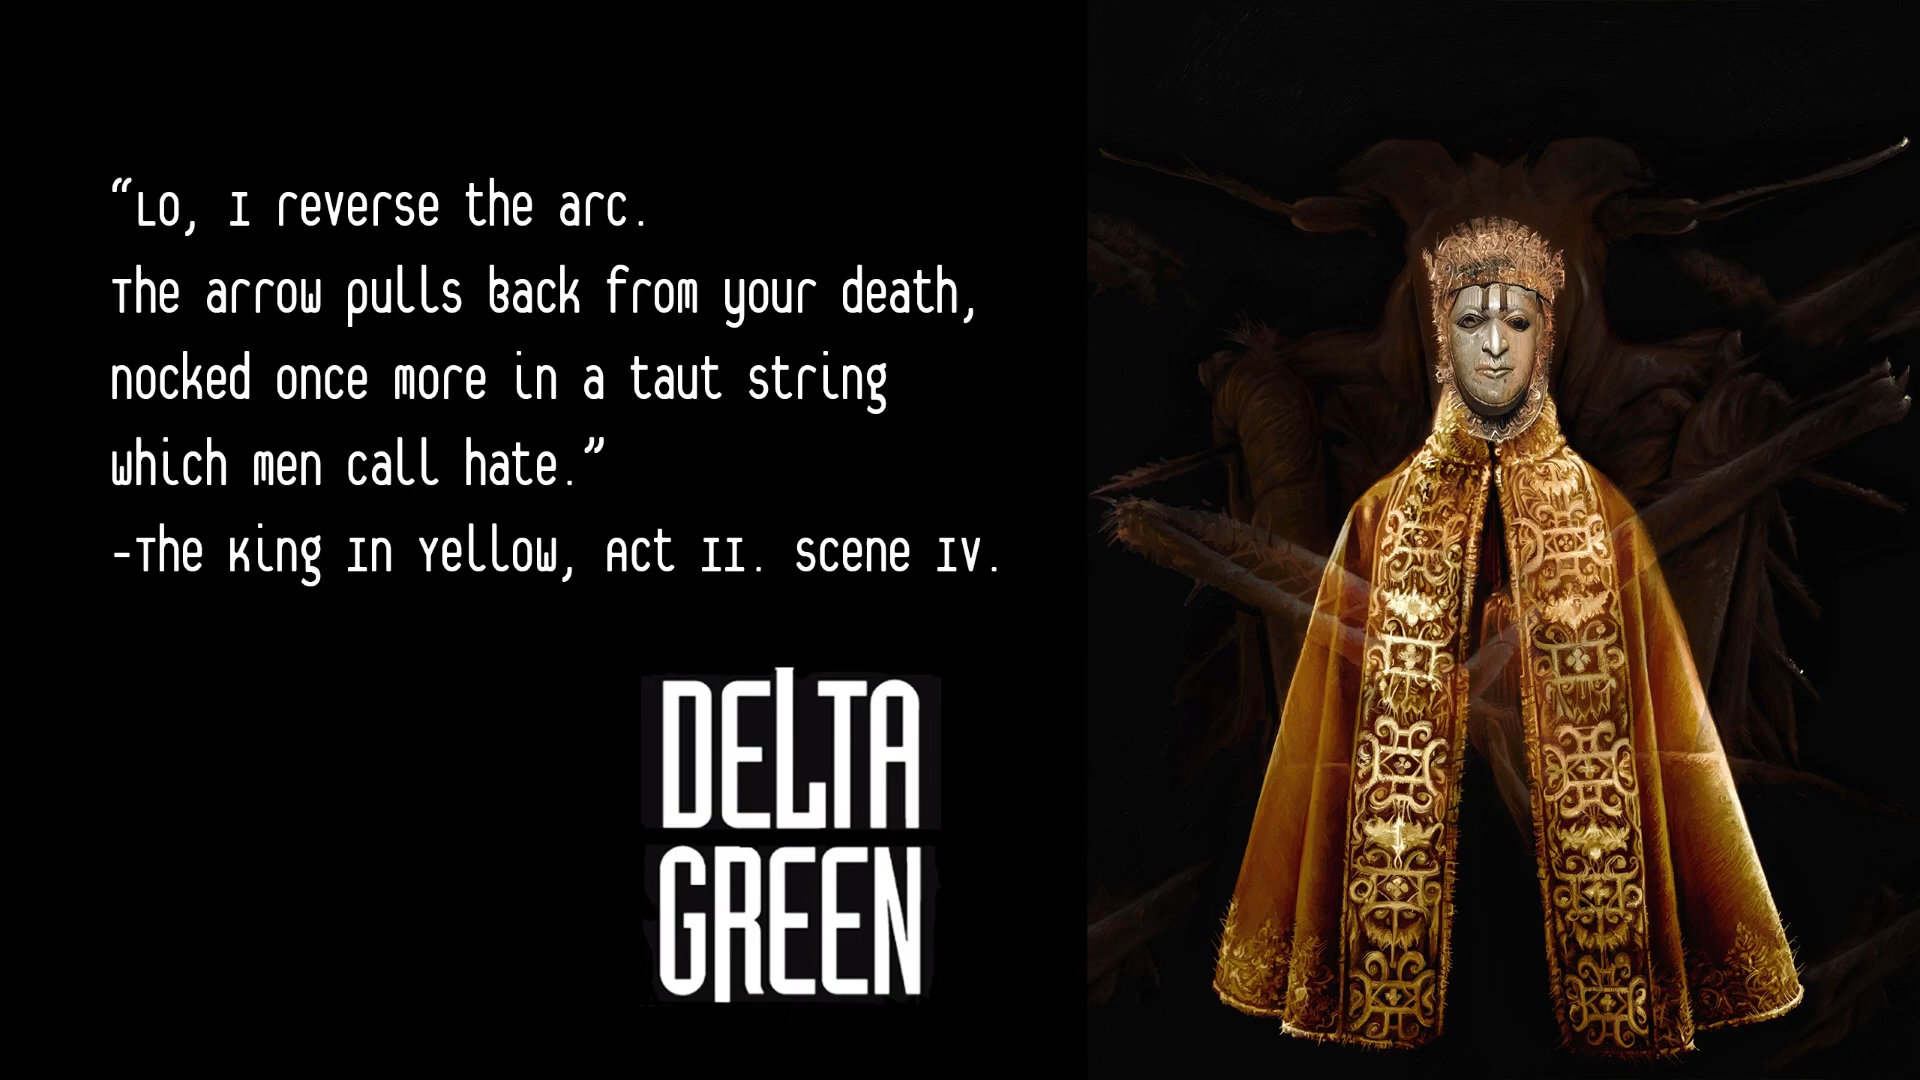 “Lo, I reverse the arc.
The arrow pulls back from your death,
nocked once more in a taut string
which men call hate.”
-The King In Yellow, Act II. Scene IV.
DELTA
GREEN